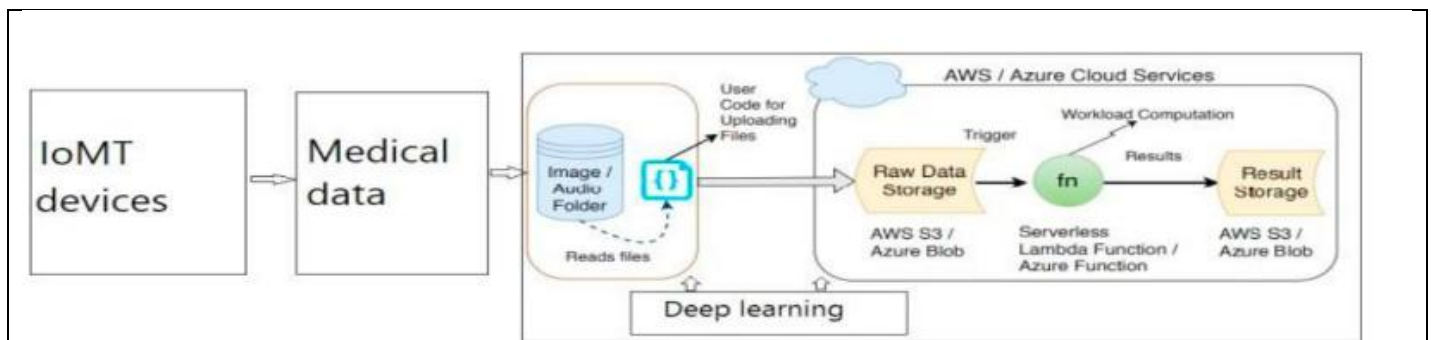 IoMT
devices
Medical
data
Image /
Audio
Folder
{}
Reads files
User
Code for
Uploading
Files
AWS / Azure Cloud Services
Trigger
Workload Computation
Results
Raw Data
Storage
fn
Result
Storage
AWS S3 /
Azure Blob
Serverless
Lambda Function /
Azure Function
AWS S3 /
Azure Blob
Deep learning